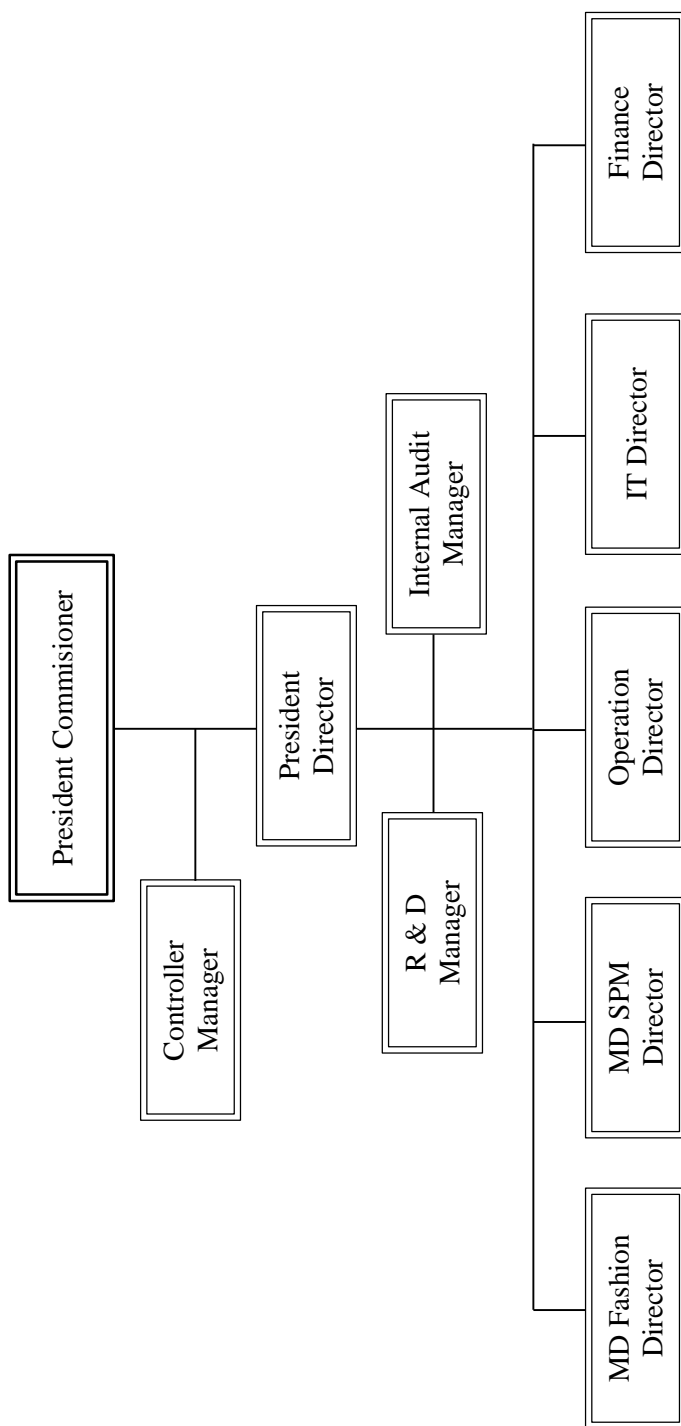 President Commisioner
Controller
Manager
President
Director
R & D
Manager
Internal Audit
Manager
MD Fashion
Director
MD SPM
Director
Operation
Director
IT Director
Finance
Director